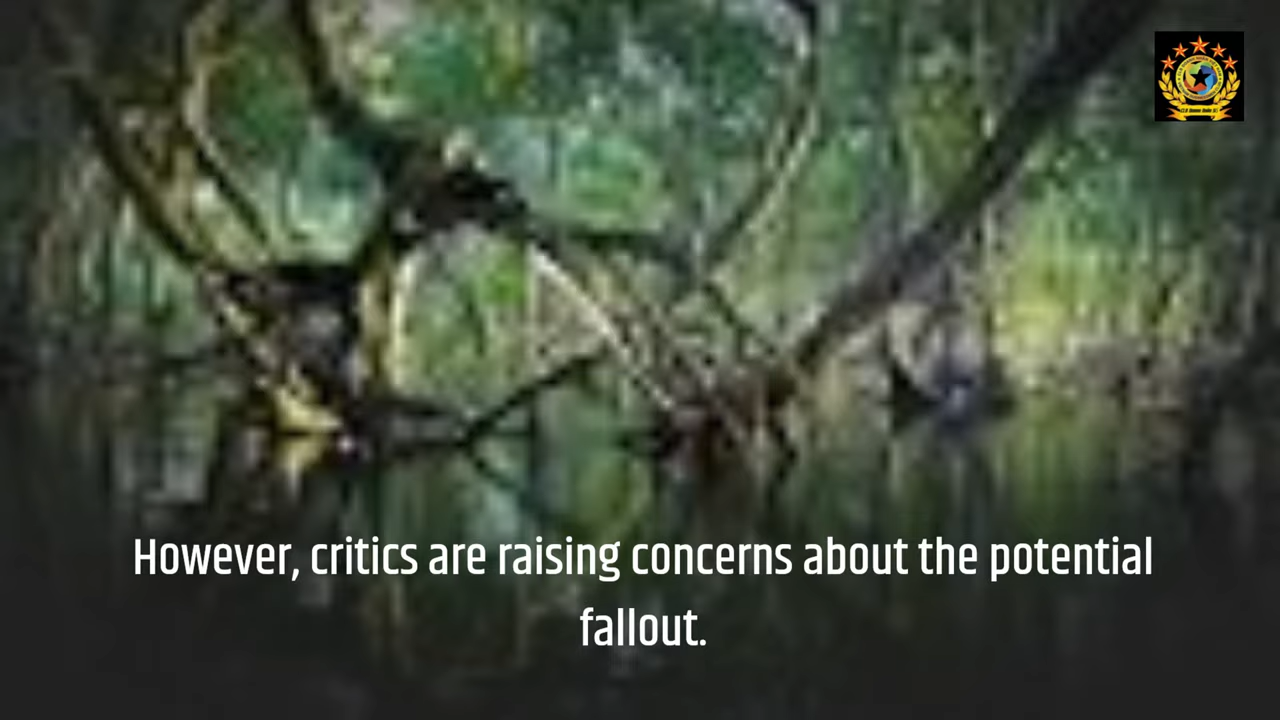 However, critics are raising concerns about the potential
fallout.